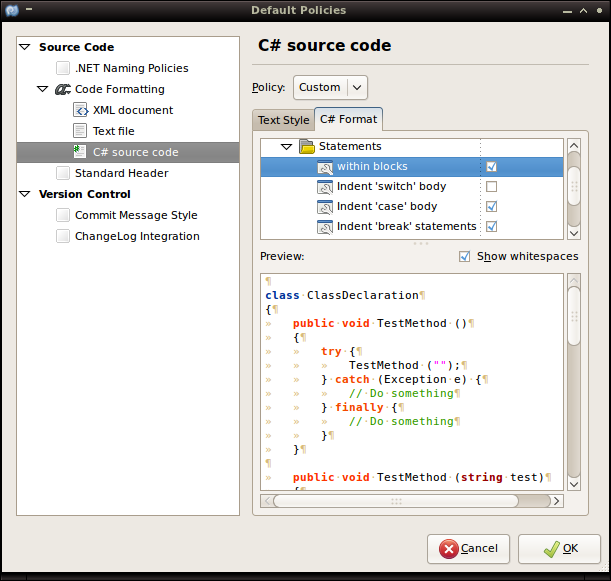 Default Policies
Source Code
.NET Naming Policies
Code Formatting
XML document
Text file
C# source code
Standard Header
Version Control
Commit Message Style
ChangeLog Integration
C# source code
Policy: Custom
Text Style C# Format
Statements
within blocks
Indent 'switch' body
Indent 'case' body
Indent 'break' statements
Preview: Show whitespaces
¶
class·ClassDeclaration¶
{¶
» public·void·TestMethod·()¶
» {¶
» » try·{¶
» » » TestMethod·("");¶
» » }·catch·(Exception·e)·{¶
» » » //·Do·something¶
» » }·finally·{¶
» » » //·Do·something¶
» » }¶
» }¶
¶
» public·void·TestMethod·(string·test)¶
» {¶
Cancel OK